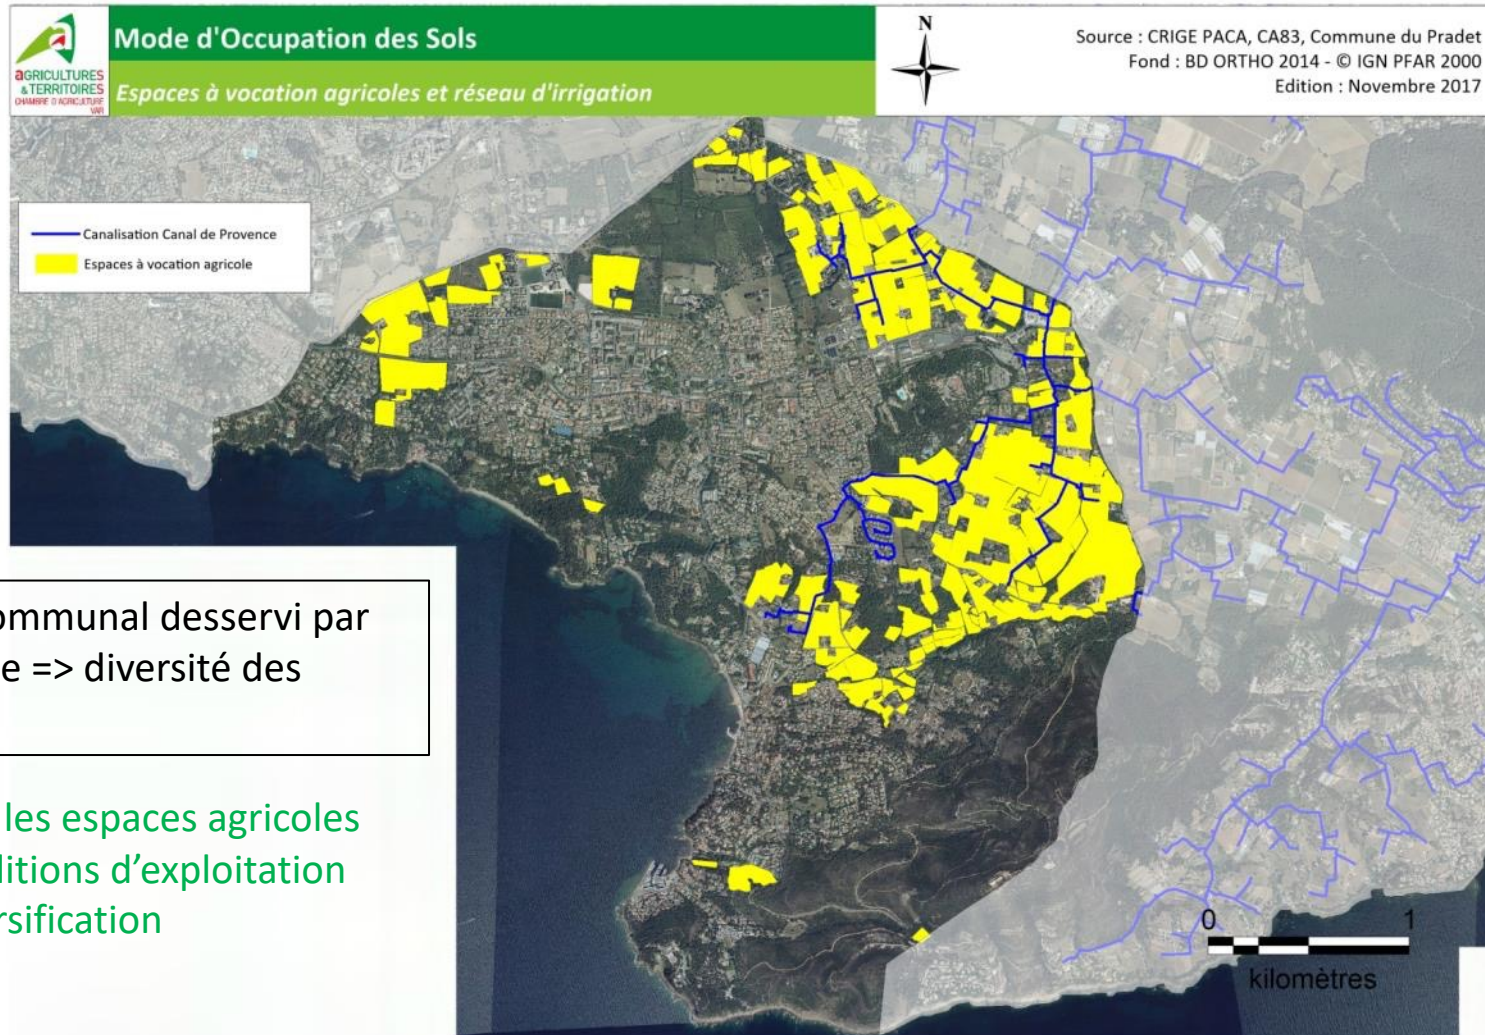 aGRICULTURES
& TERRITOIRES
CHAMBRE D'AGRICULTURE
VAR
Mode d'Occupation des Sols
Espaces à vocation agricoles et réseau d'irrigation
N
Source : CRIGE PACA, CA83, Commune du Pradet
Fond : BD ORTHO 2014 - © IGN PFAR 2000
Edition : Novembre 2017
Canalisation Canal de Provence
Espaces à vocation agricole
ommunal desservi par
e => diversité des
les espaces agricoles
ditions d’exploitation
rsification
0 1
kilomètres